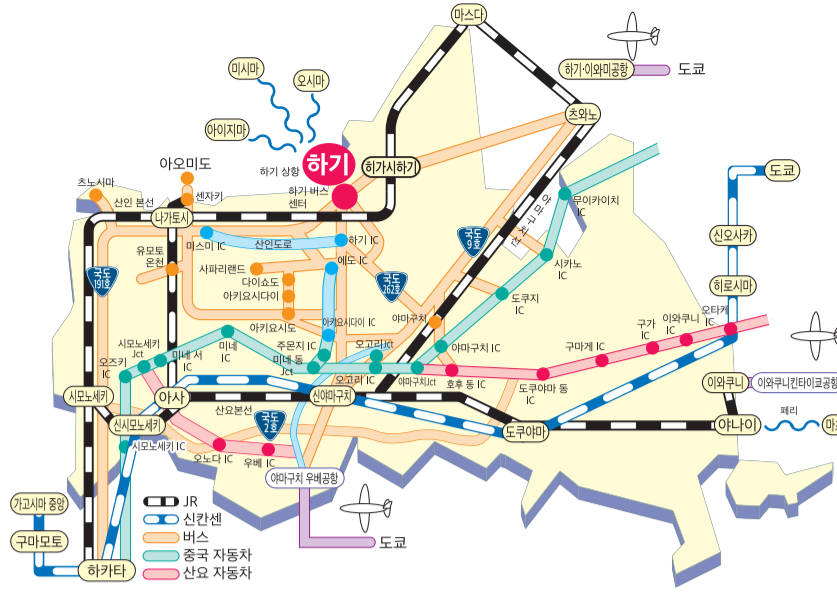 마스다
하기·이와미공항
도쿄
미시마
오시마
아이지마
하기 상항
하기
히가시하기
츠와노
아오미도
츠노시마
산인 본선
센자키
하기 버스
센터
나가토시
야마구치선
무이카이치
IC
도쿄
신오사카
히로시마
미스미 IC
산인도로
하기 IC
국도
9호
시카노
IC
유모토
온천
사파리랜드
에도 IC
다이쇼도
아키요시다이
국도
191호
국도
262호
도쿠지
IC
아키요시도
아키요시다이 IC
야마구치
오타케
IC
이와쿠니
IC
구가
IC
구마게 IC
시모노세키
Jct
미네
IC
미네 서
IC
주몬지 IC
미네 동
Jct
오고리Jct
야마구치 IC
오즈키
IC
오고리 IC
야마구치Jct
호후 동 IC
도쿠야마 동
IC
이와쿠니
이와쿠니킨타이쿄공항
시모노세키
아사
신야마구치
산요본선
국도
2호
신시모노세키
도쿠야마
야나이
페리
마
시모노세키 IC
오노다 IC
우베 IC
야마구치 우베공항
가고시마 중앙
구마모토
하카타
도쿄
JR
신칸센
버스
중국 자동차
산요 자동차